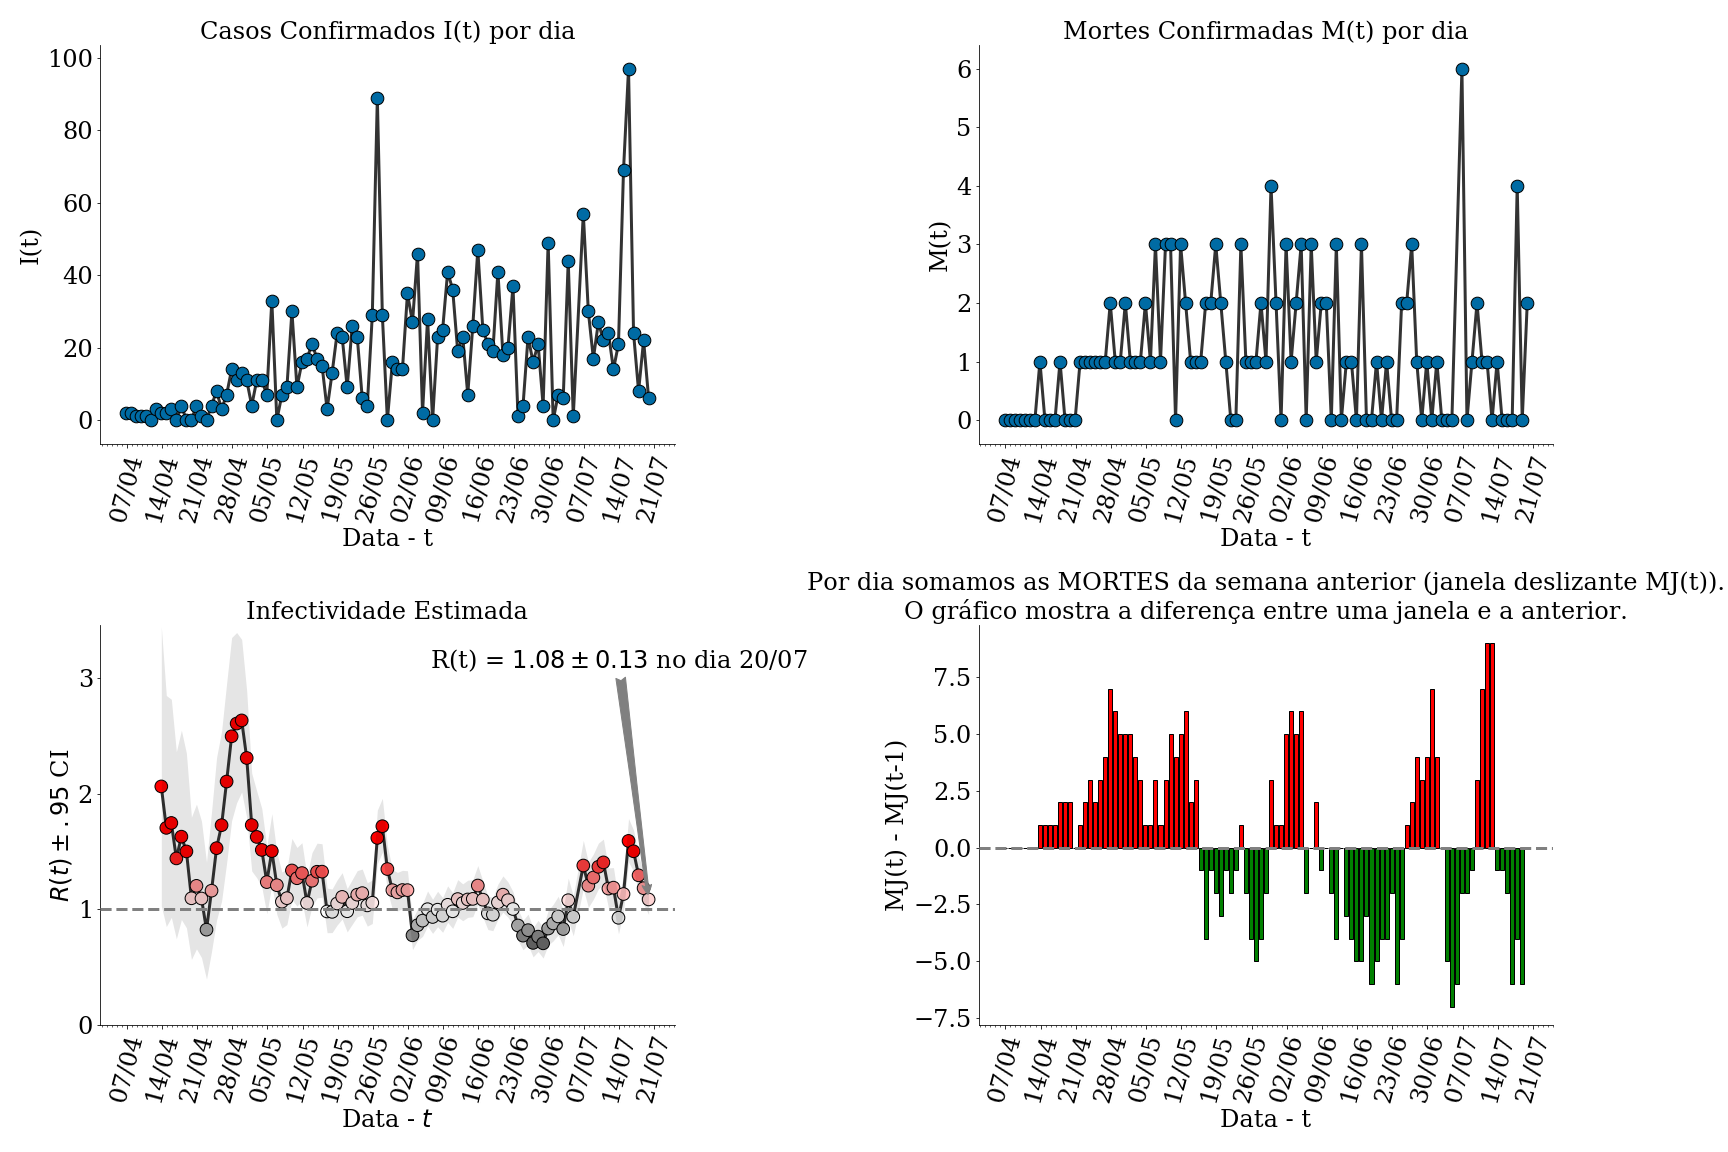 Casos Confirmados I(t) por dia
I(t)
100
80
60
40
20
0
07/04 14/04 21/04 28/04 05/05 12/05 19/05 26/05 02/06 09/06 16/06 23/06 30/06 07/07 14/07 21/07
Data - t
Mortes Confirmadas M(t) por dia
M(t)
6
5
4
3
2
1
0
07/04 14/04 21/04 28/04 05/05 12/05 19/05 26/05 02/06 09/06 16/06 23/06 30/06 07/07 14/07 21/07
Data - t
Infectividade Estimada
R(t) = 1.08 ± 0.13 no dia 20/07
R(t) ± .95 CI
3
2
1
0
07/04 14/04 21/04 28/04 05/05 12/05 19/05 26/05 02/06 09/06 16/06 23/06 30/06 07/07 14/07 21/07
Data - t
Por dia somamos as MORTES da semana anterior (janela deslizante MJ(t)).
O gráfico mostra a diferença entre uma janela e a anterior.
MJ(t) - MJ(t-1)
7.5
5.0
2.5
0.0
−2.5
−5.0
−7.5
07/04 14/04 21/04 28/04 05/05 12/05 19/05 26/05 02/06 09/06 16/06 23/06 30/06 07/07 14/07 21/07
Data - t